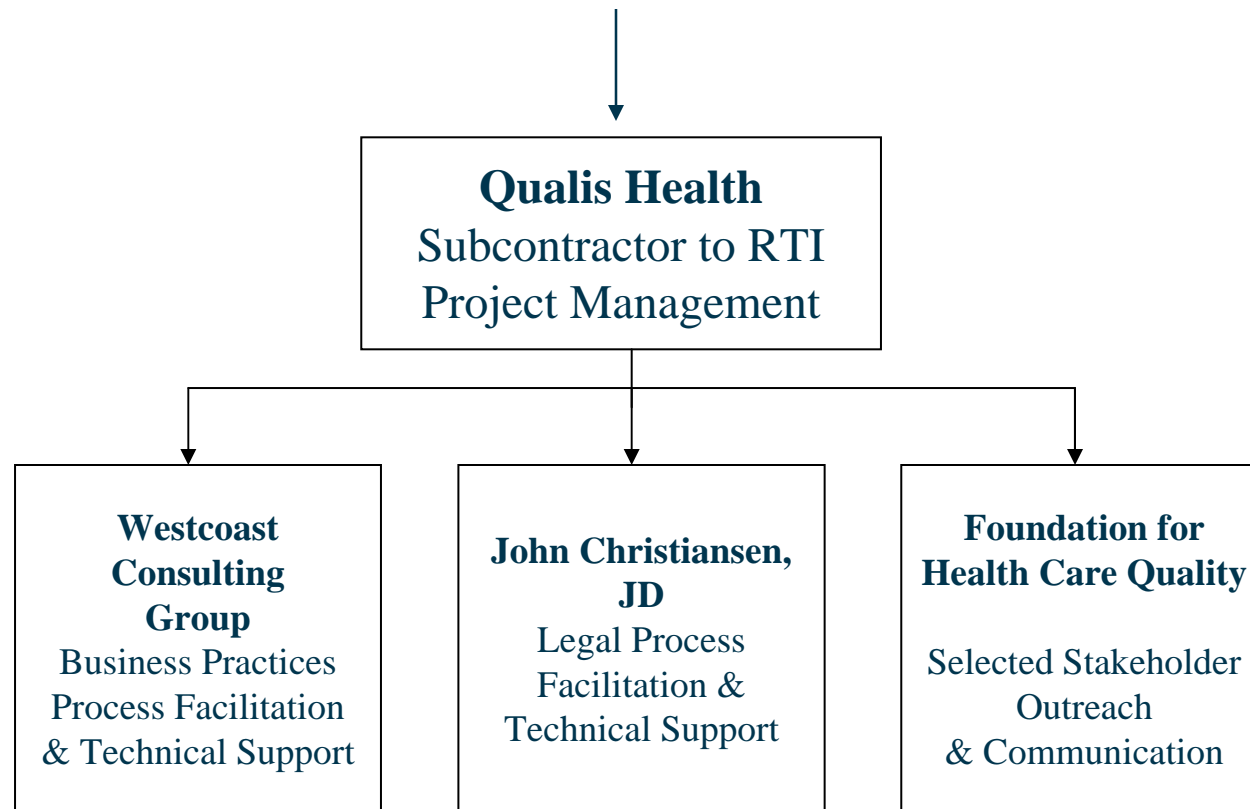 Qualis Health
Subcontractor to RTI
Project Management
Westcoast
Consulting
Group
Business Practices
Process Facilitation
& Technical Support
John Christiansen,
JD
Legal Process
Facilitation &
Technical Support
Foundation for
Health Care Quality
Selected Stakeholder
Outreach
& Communication